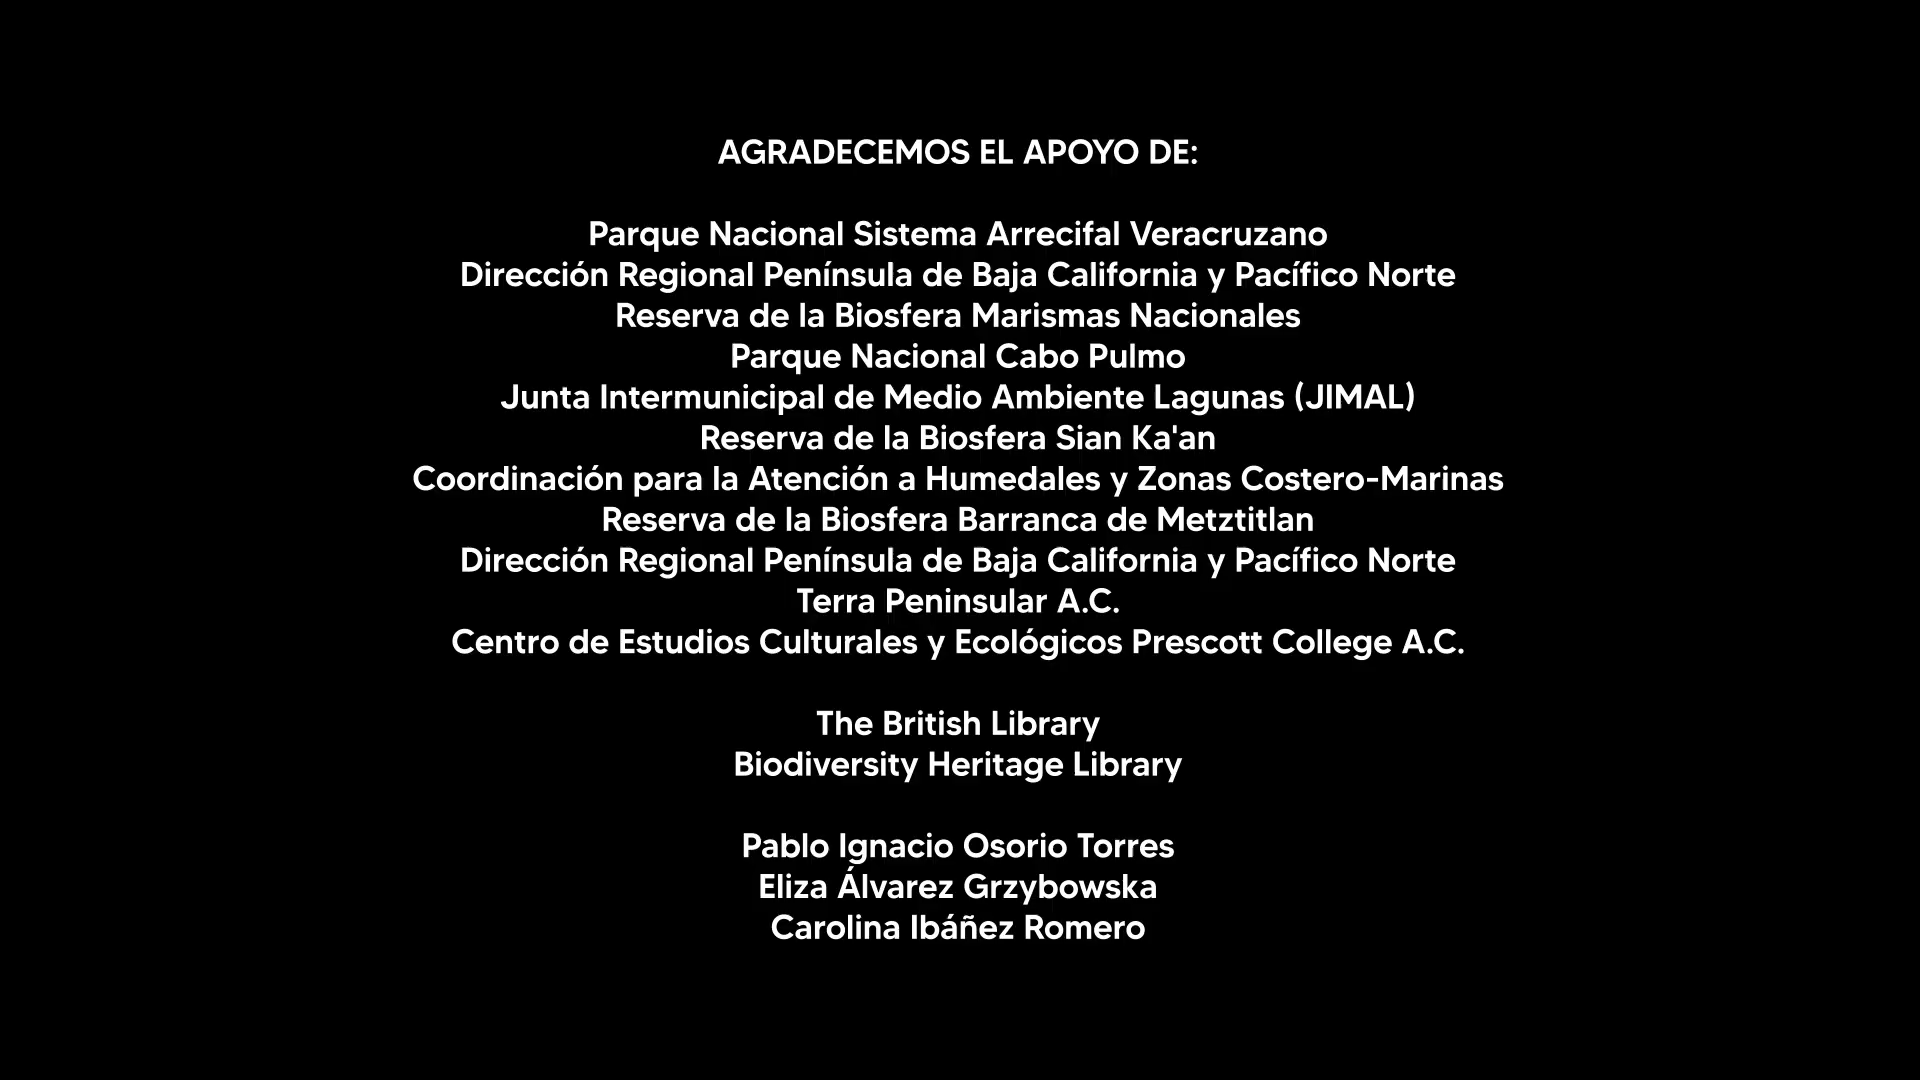 AGRADECEMOS EL APOYO DE:
Parque Nacional Sistema Arrecifal Veracruzano
Dirección Regional Península de Baja California y Pacífico Norte
Reserva de la Biosfera Marismas Nacionales
Parque Nacional Cabo Pulmo
Junta Intermunicipal de Medio Ambiente Lagunas (JIMAL)
Reserva de la Biosfera Sian Ka'an
Coordinación para la Atención a Humedales y Zonas Costero-Marinas
Reserva de la Biosfera Barranca de Metztitlan
Dirección Regional Península de Baja California y Pacífico Norte
Terra Peninsular A.C.
Centro de Estudios Culturales y Ecológicos Prescott College A.C.
The British Library
Biodiversity Heritage Library
Pablo Ignacio Osorio Torres
Eliza Álvarez Grzybowska
Carolina Ibáñez Romero